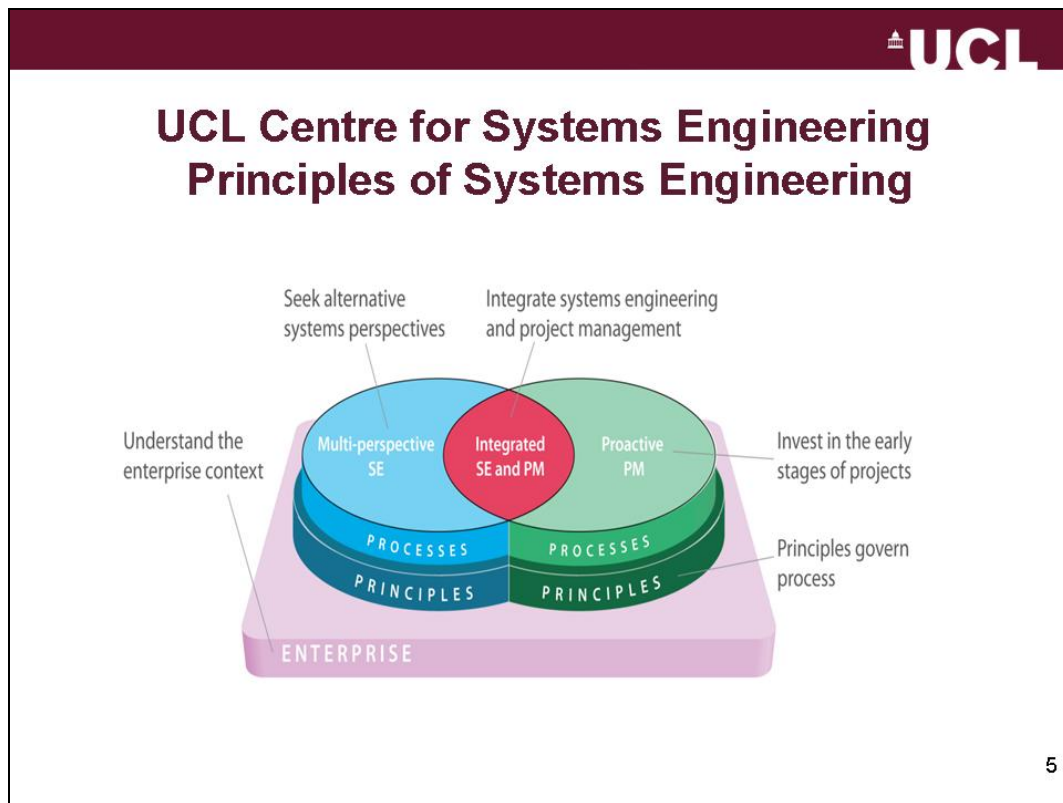 UCL
UCL Centre for Systems Engineering
Principles of Systems Engineering
Seek alternative
systems perspectives
Integrate systems engineering
and project management
Understand the
enterprise context
Multi-perspective
SE
Integrated
SE and PM
Proactive
PM
Invest in the early
stages of projects
PROCESSES
PROCESSES
PRINCIPLES
PRINCIPLES
Principles govern
process
ENTERPRISE
5